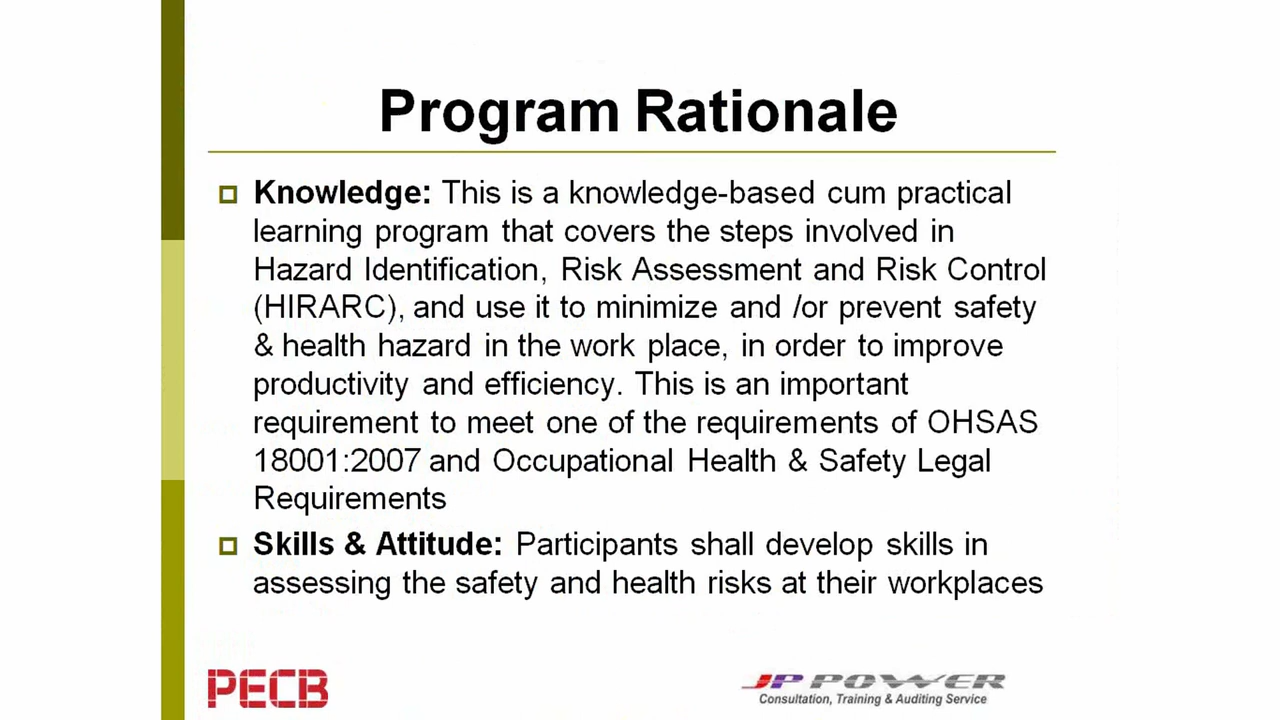 Program Rationale
Knowledge: This is a knowledge-based cum practical
learning program that covers the steps involved in
Hazard Identification, Risk Assessment and Risk Control
(HIRARC), and use it to minimize and /or prevent safety
& health hazard in the work place, in order to improve
productivity and efficiency. This is an important
requirement to meet one of the requirements of OHSAS
18001:2007 and Occupational Health & Safety Legal
Requirements
Skills & Attitude: Participants shall develop skills in
assessing the safety and health risks at their workplaces
PECB
JP POWER
Consultation, Training & Auditing Service